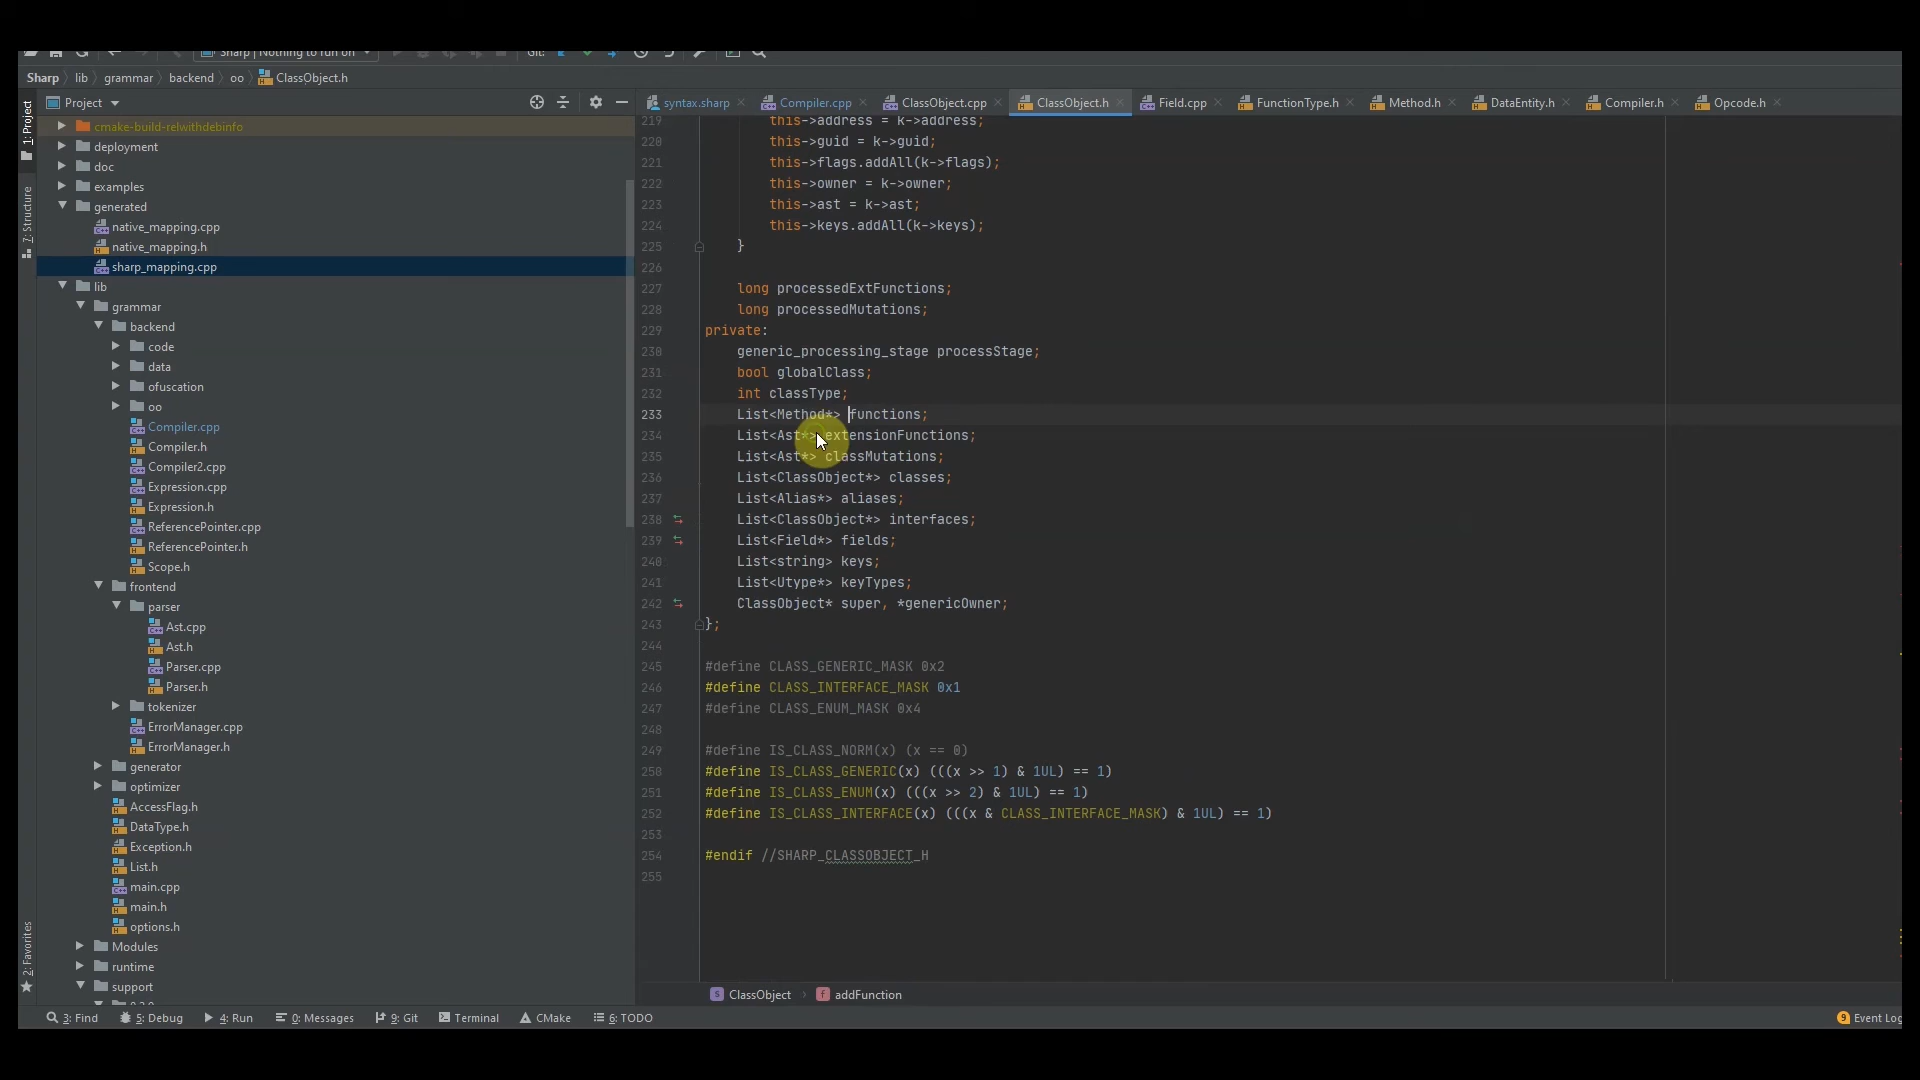 Sharp | Nothing to run on
Git:
Sharp lib grammar backend oo ClassObject.h
Project
syntax.sharp Compiler.cpp ClassObject.cpp ClassObject.h Field.cpp FunctionType.h Method.h DataEntity.h Compiler.h Opcode.h
1: Project
7: Structure
2: Favorites
cmake-build-relwithdebinfo
deployment
doc
examples
generated
native_mapping.cpp
native_mapping.h
sharp_mapping.cpp
lib
grammar
backend
code
data
ofuscation
oo
Compiler.cpp
Compiler.h
Compiler2.cpp
Expression.cpp
Expression.h
ReferencePointer.cpp
ReferencePointer.h
Scope.h
frontend
parser
Ast.cpp
Ast.h
Parser.cpp
Parser.h
tokenizer
ErrorManager.cpp
ErrorManager.h
generator
optimizer
AccessFlag.h
DataType.h
Exception.h
List.h
main.cpp
main.h
options.h
Modules
runtime
support
219 this->address = k->address;
220 this->guid = k->guid;
221 this->flags.addAll(k->flags);
222 this->owner = k->owner;
223 this->ast = k->ast;
224 this->keys.addAll(k->keys);
225 }
226
227 long processedExtFunctions;
228 long processedMutations;
229 private:
230 generic_processing_stage processStage;
231 bool globalClass;
232 int classType;
233 List<Method*> functions;
234 List<Ast*> extensionFunctions;
235 List<Ast*> classMutations;
236 List<ClassObject*> classes;
237 List<Alias*> aliases;
238 List<ClassObject*> interfaces;
239 List<Field*> fields;
240 List<string> keys;
241 List<Utype*> keyTypes;
242 ClassObject* super, *genericOwner;
243 };
244
245 #define CLASS_GENERIC_MASK 0x2
246 #define CLASS_INTERFACE_MASK 0x1
247 #define CLASS_ENUM_MASK 0x4
248
249 #define IS_CLASS_NORM(x) (x == 0)
250 #define IS_CLASS_GENERIC(x) (((x >> 1) & 1UL) == 1)
251 #define IS_CLASS_ENUM(x) (((x >> 2) & 1UL) == 1)
252 #define IS_CLASS_INTERFACE(x) (((x & CLASS_INTERFACE_MASK) & 1UL) == 1)
253
254 #endif //SHARP_CLASSOBJECT_H
255
ClassObject addFunction
3: Find 5: Debug 4: Run 0: Messages 9: Git Terminal CMake 6: TODO
9 Event Log